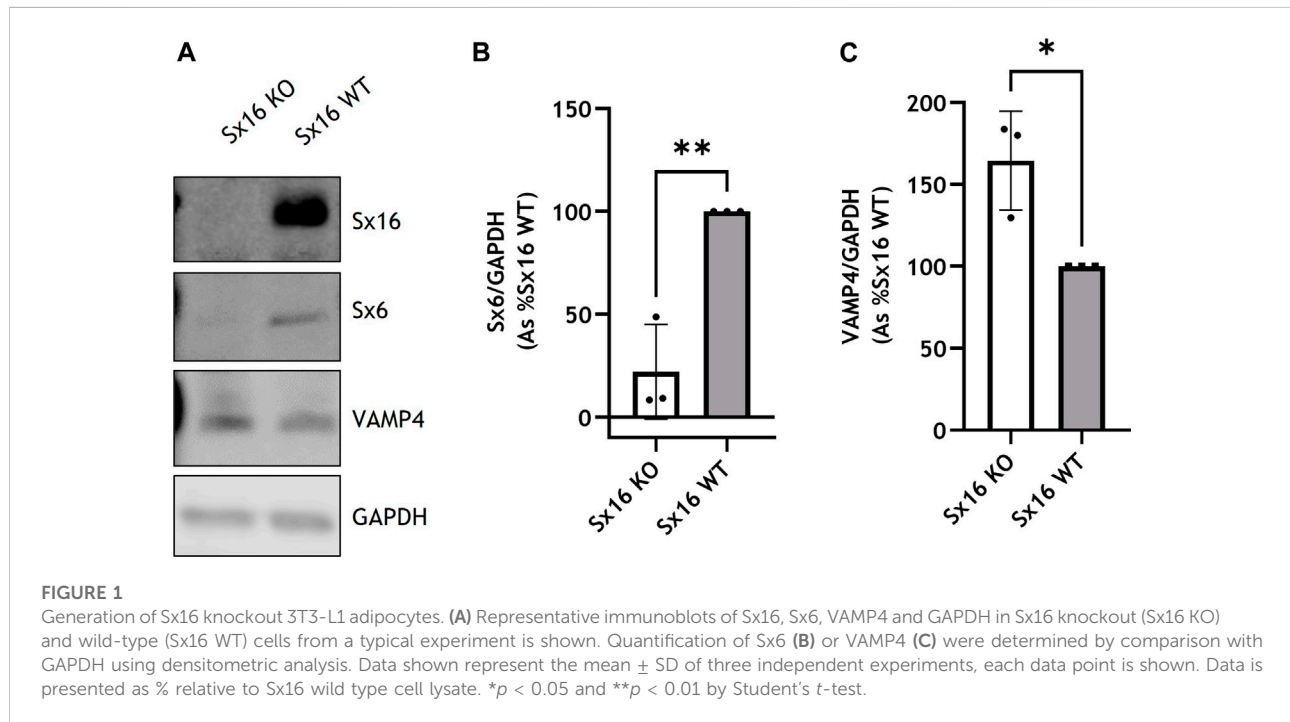 A
Sx16 KO
Sx16 WT
Sx16
Sx6
VAMP4
GAPDH
B
Sx6/GAPDH
(As %Sx16 WT)
150
100
50
0
**
Sx16 KO
Sx16 WT
C
VAMP4/GAPDH
(As %Sx16 WT)
200
150
100
50
0
*
Sx16 KO
Sx16 WT
FIGURE 1
Generation of Sx16 knockout 3T3-L1 adipocytes. (A) Representative immunoblots of Sx16, Sx6, VAMP4 and GAPDH in Sx16 knockout (Sx16 KO)
and wild-type (Sx16 WT) cells from a typical experiment is shown. Quantification of Sx6 (B) or VAMP4 (C) were determined by comparison with
GAPDH using densitometric analysis. Data shown represent the mean ± SD of three independent experiments, each data point is shown. Data is
presented as % relative to Sx16 wild type cell lysate. *p < 0.05 and **p < 0.01 by Student's t-test.